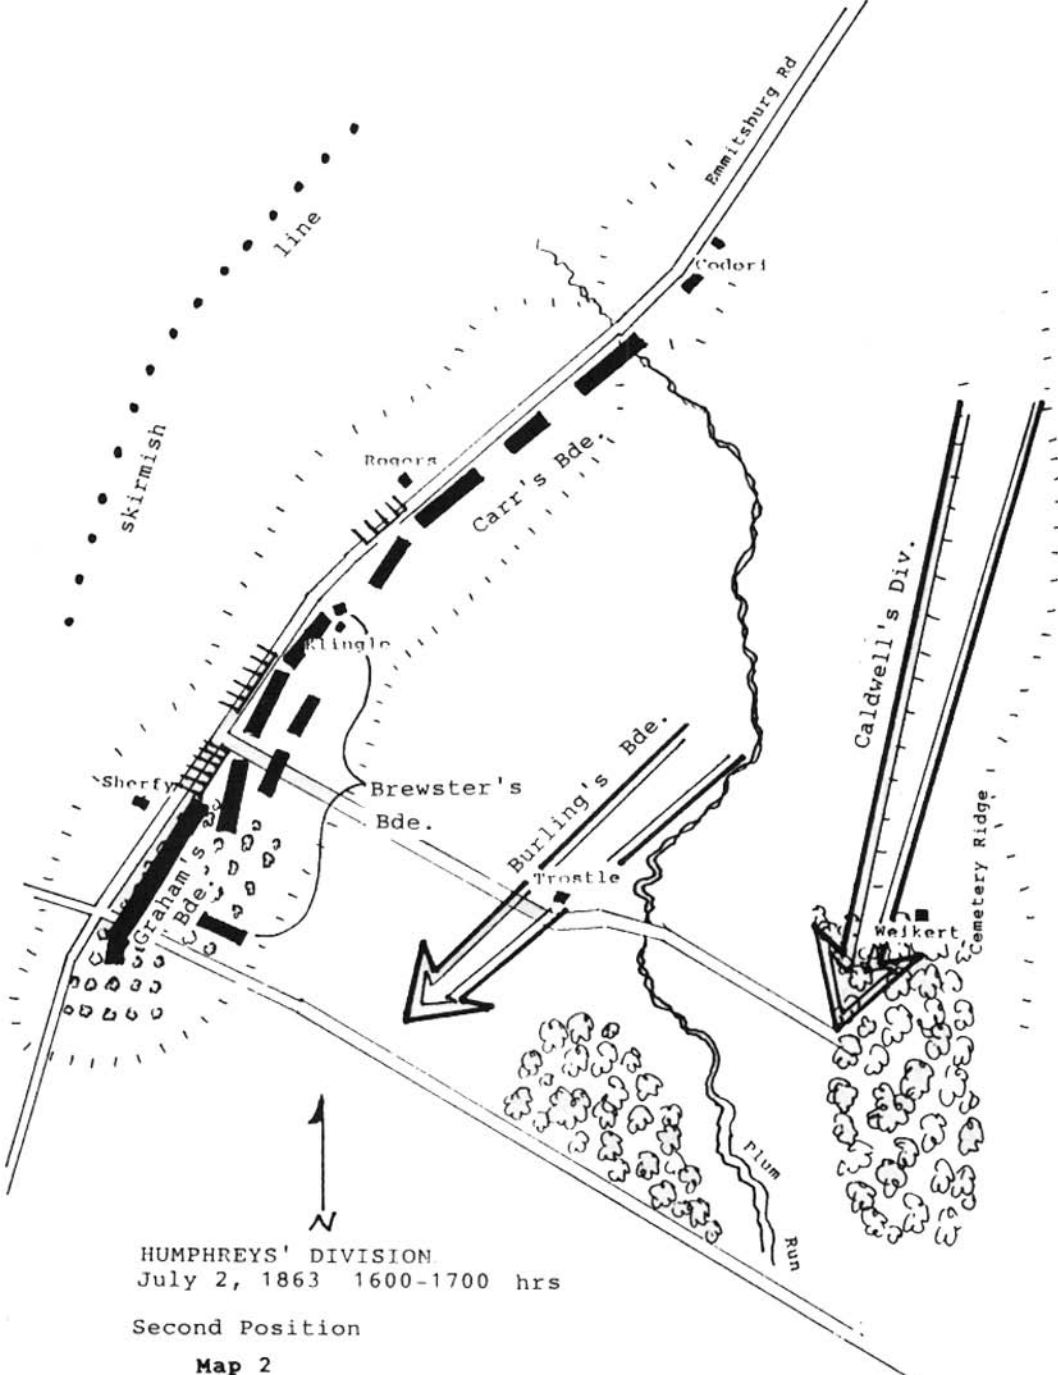 Emmitsburg Rd
line
Codori
skirmish
Rogers
Carr's Bde.
Klingle
Caldwell's Div.
Sherfy
Brewster's
Bde.
Burling's Bde.
Graham's
Bde.
Trostle
Weikert
Cemetery Ridge
Plum
Run
N
HUMPHREYS' DIVISION
July 2, 1863 1600-1700 hrs
Second Position
Map 2